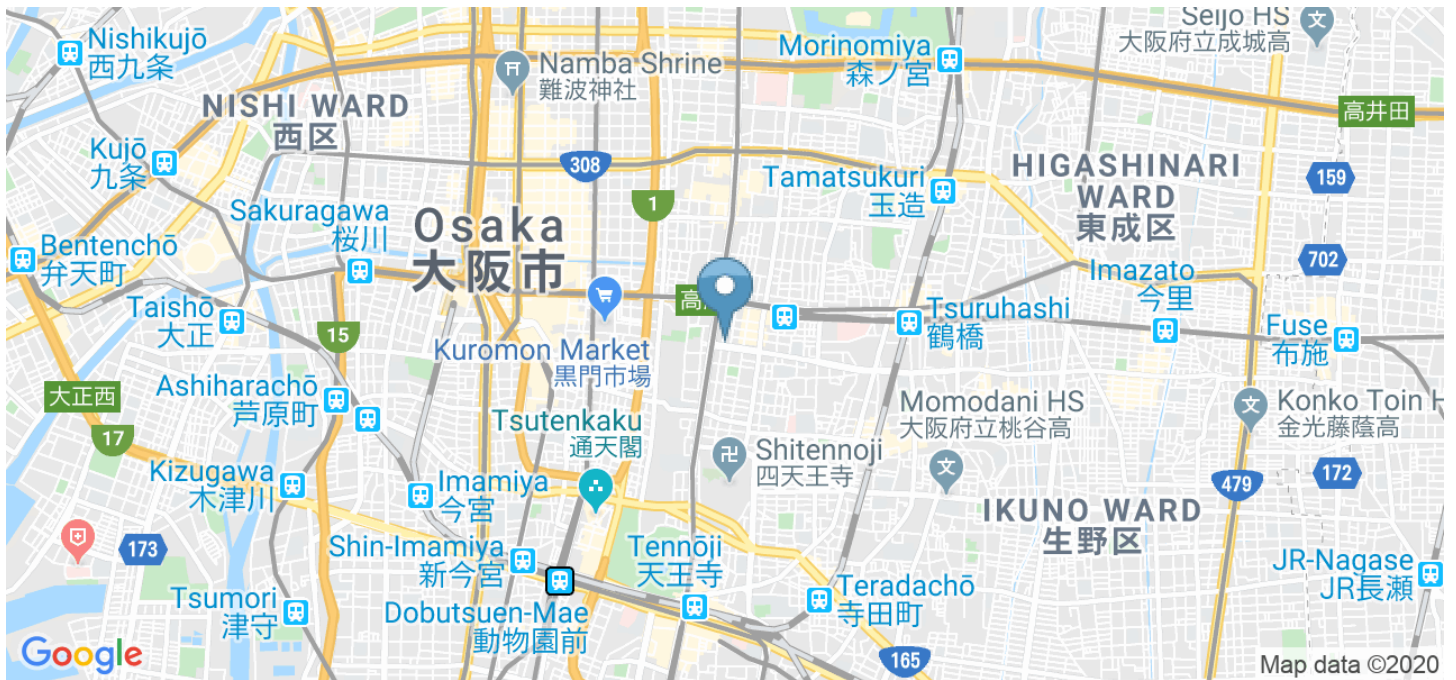 Nishikujō
西九条
Namba Shrine
難波神社
Morinomiya
森ノ宮
Seijo HS
大阪府立成城高
NISHI WARD
西区
高井田
Kujō
九条
308
Tamatsukuri
玉造
HIGASHINARI
WARD
東成区
159
1
Sakuragawa
桜川
Osaka
大阪市
Bentenchō
弁天町
702
Imazato
今里
Taishō
大正
15
高
Tsuruhashi
鶴橋
Fuse
布施
Kuromon Market
黒門市場
大正西
Ashiharachō
芦原町
Momodani HS
大阪府立桃谷高
Konko Toin H
金光藤蔭高
Tsutenkaku
通天閣
17
Shitennoji
四天王寺
Kizugawa
木津川
Imamiya
今宮
172
479
IKUNO WARD
生野区
173
Shin-Imamiya
新今宮
Tennōji
天王寺
JR-Nagase
JR長瀬
Tsumori
津守
Dobutsuen-Mae
動物園前
Teradachō
寺田町
165
Google
Map data ©2020